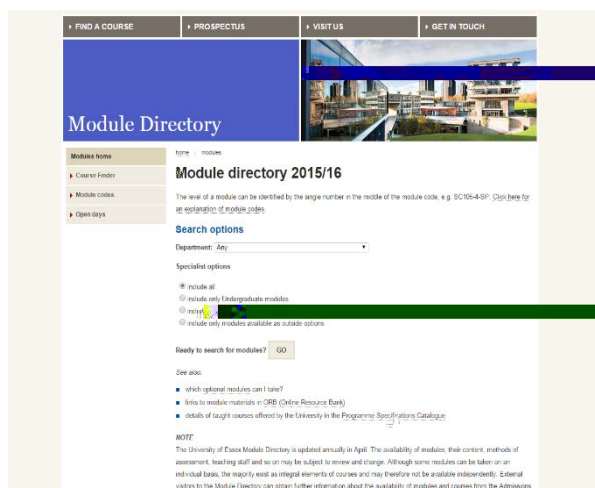 FIND A COURSE
PROSPECTUS
VISIT US
GET IN TOUCH
Module Directory
home : modules
Modules home
Course Finder
Module codes
Open days
Module directory 2015/16
The level of a module can be identified by the single number in the middle of the module code, e.g. SC105-4-SP. Click here for
an explanation of module codes.
Search options
Department: Any
Specialist options
include all
include only Undergraduate modules
include only modules available as outside options
Ready to search for modules? GO
See also:
which optional modules can I take?
links to module materials in ORB (Online Resource Bank)
details of taught courses offered by the University in the Programme Specifications Catalogue
NOTE
The University of Essex Module Directory is updated annually in April. The availability of modules, their content, methods of
assessment, teaching staff and so on may be subject to review and change. Although some modules can be taken on an
individual basis, the majority exist as integral elements of courses and may therefore not be available independently. External
visitors to the Module Directory can obtain further information about the availability of modules and courses from the Admissions